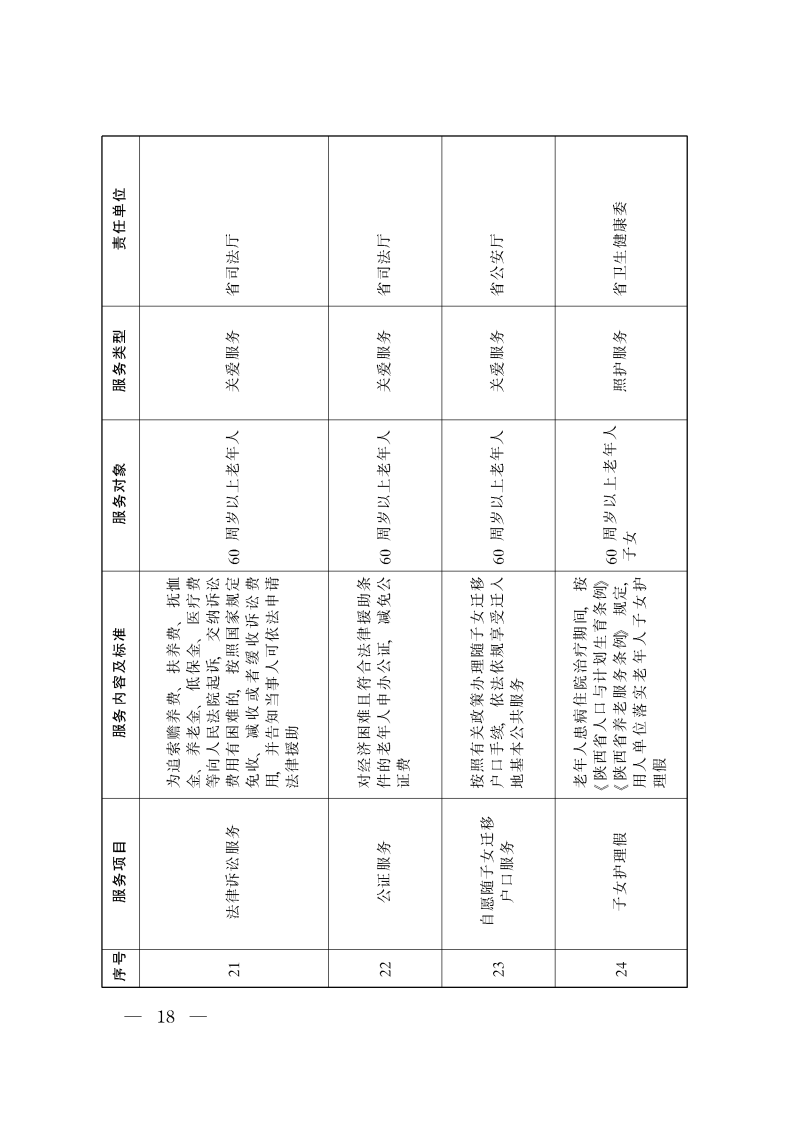 序号
服务项目
服务内容及标准
服务对象
服务类型
责任单位
21
法律诉讼服务
为追索赡养费、扶养费、抚恤
金、养老金、低保金、医疗费
等向人民法院起诉,交纳诉讼
费用有困难的,按照国家规定
免收、减收或者缓收诉讼费
用,并告知当事人可依法申请
法律援助
60 周岁以上老年人
关爱服务
省司法厅
22
公证服务
对经济困难且符合法律援助条
件的老年人申办公证,减免公
证费
60 周岁以上老年人
关爱服务
省司法厅
23
自愿随子女迁移
户口服务
按照有关政策办理随子女迁移
户口手续,依法依规享受迁入
地基本公共服务
60 周岁以上老年人
关爱服务
省公安厅
24
子女护理假
老年人患病住院治疗期间,按
《陕西省人口与计划生育条例》
《陕西省养老服务条例》规定,
用人单位落实老年人子女护
理假
60 周岁以上老年人
子女
照护服务
省卫生健康委
— 18 —